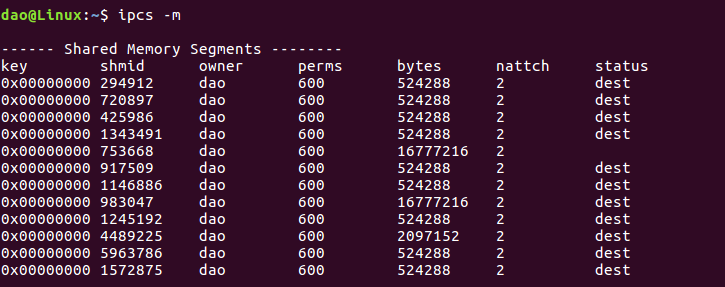 dao@Linux:~$ ipcs -m
------ Shared Memory Segments --------
key shmid owner perms bytes nattch status
0x00000000 294912 dao 600 524288 2 dest
0x00000000 720897 dao 600 524288 2 dest
0x00000000 425986 dao 600 524288 2 dest
0x00000000 1343491 dao 600 524288 2 dest
0x00000000 753668 dao 600 16777216 2
0x00000000 917509 dao 600 524288 2 dest
0x00000000 1146886 dao 600 524288 2 dest
0x00000000 983047 dao 600 16777216 2 dest
0x00000000 1245192 dao 600 524288 2 dest
0x00000000 4489225 dao 600 2097152 2 dest
0x00000000 5963786 dao 600 524288 2 dest
0x00000000 1572875 dao 600 524288 2 dest